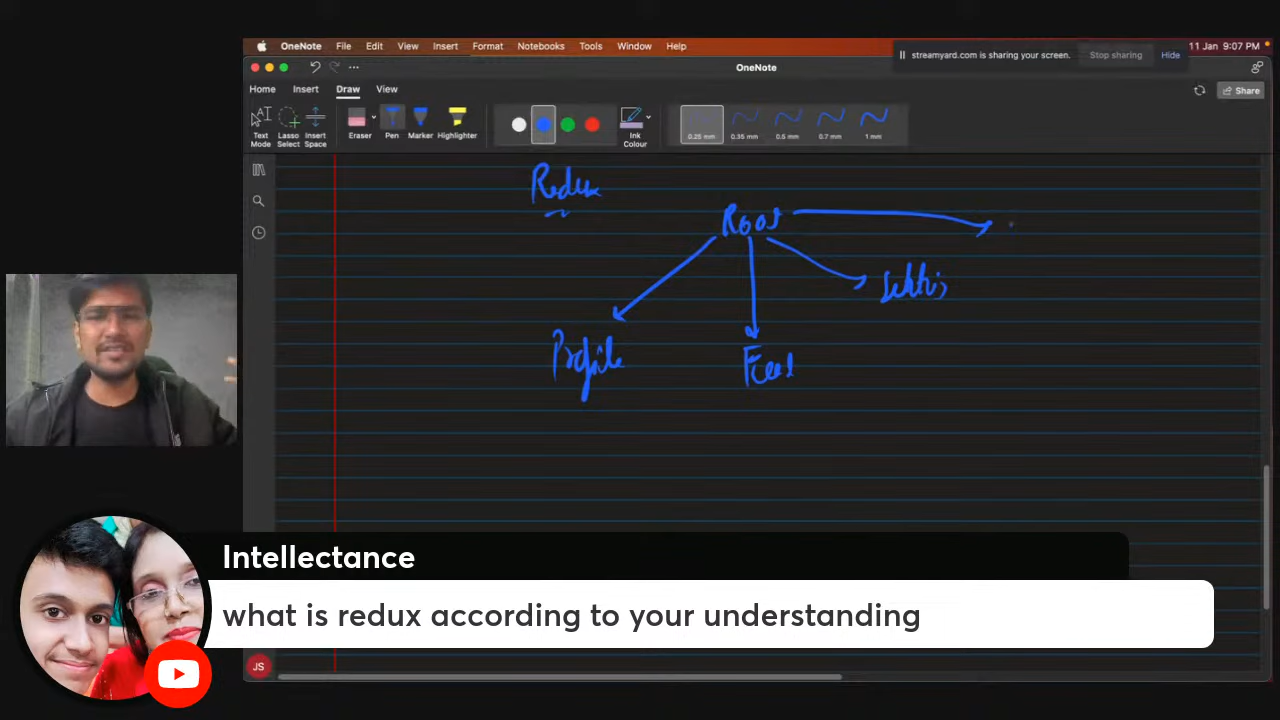 OneNote File Edit View Insert Format Notebooks Tools Window Help
streamyard.com is sharing your screen. Stop sharing Hide
11 Jan 9:07 PM
OneNote
Home Insert Draw View
Share
Text Mode
Lasso Select
Insert Space
Eraser
Pen
Marker
Highlighter
Ink Colour
0.25 mm 0.35 mm 0.5 mm 0.7 mm 1 mm
Redux
Root
Profile
Feed
JS
Intellectance
what is redux according to your understanding